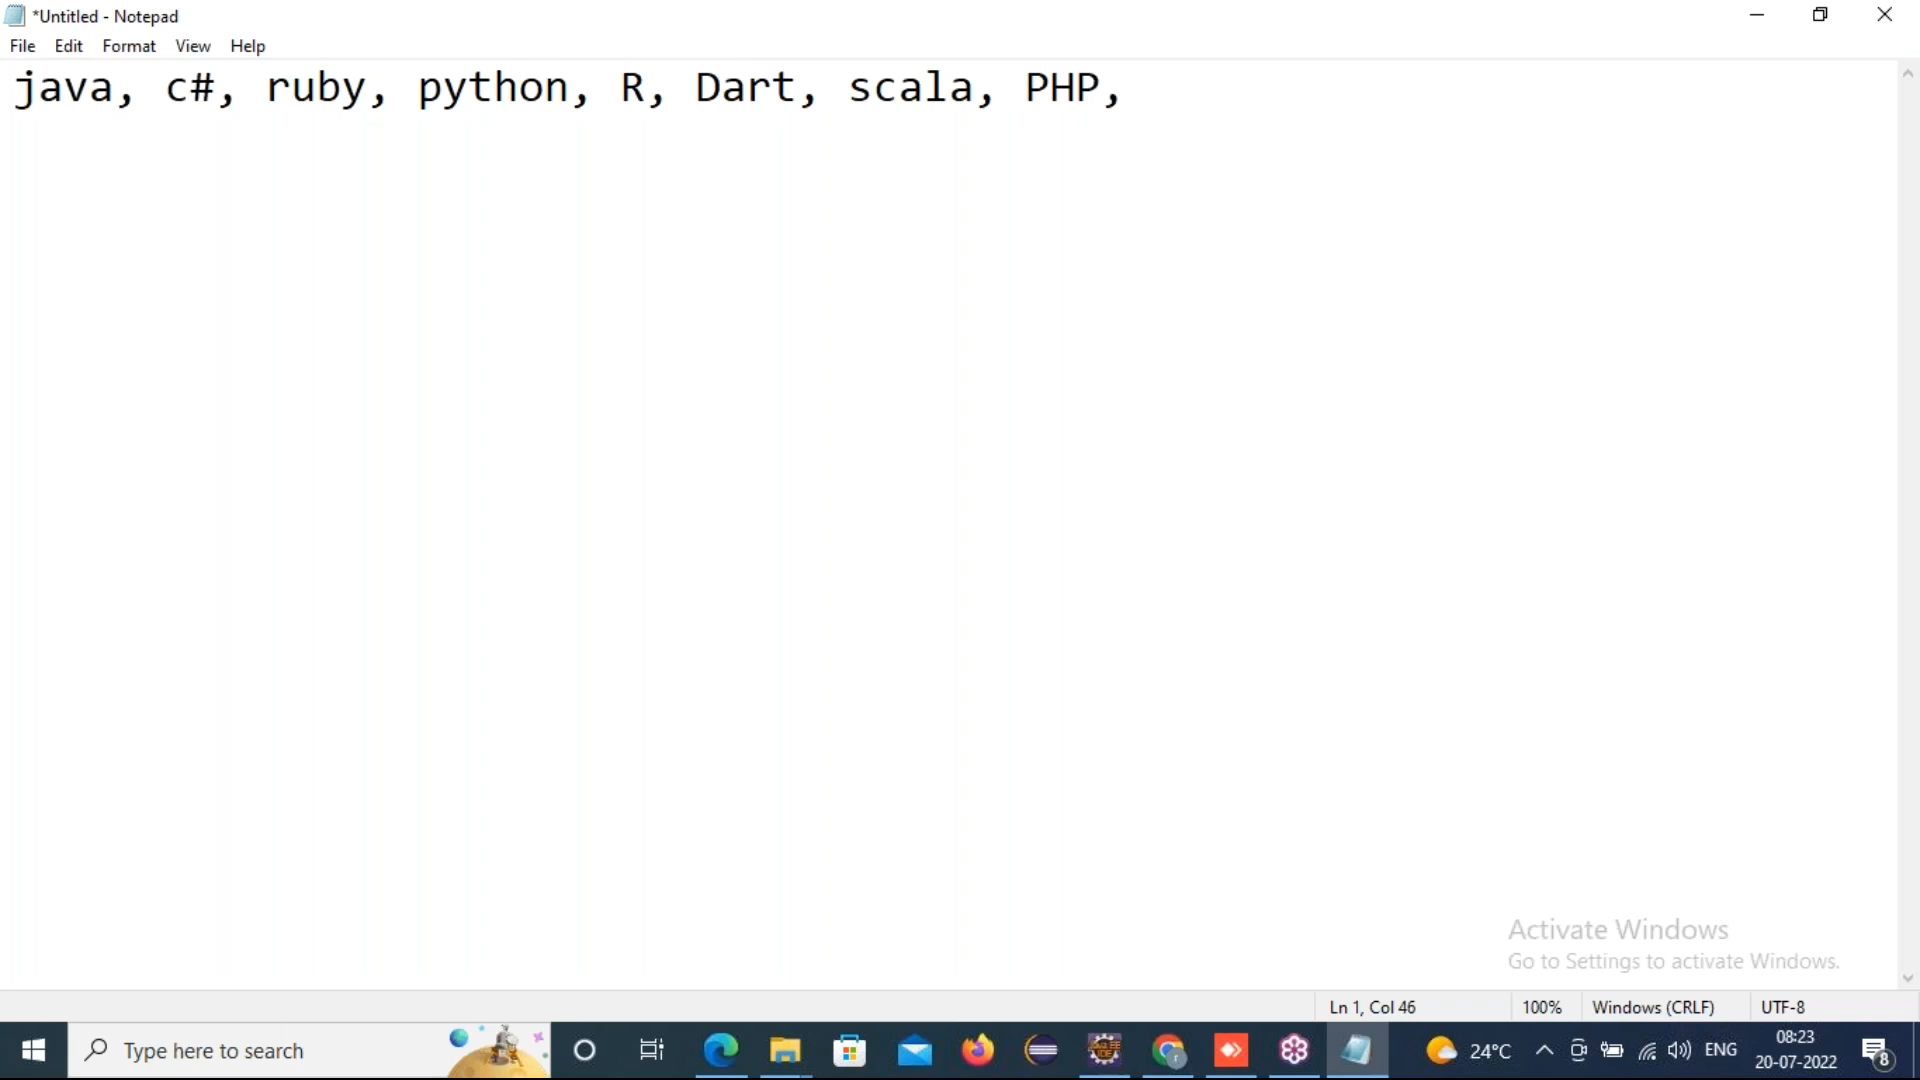 *Untitled - Notepad
File Edit Format View Help
java, c#, ruby, python, R, Dart, scala, PHP,
Activate Windows
Go to Settings to activate Windows.
Ln 1, Col 46 100% Windows (CRLF) UTF-8
Type here to search
24°C ENG 08:23
20-07-2022
8